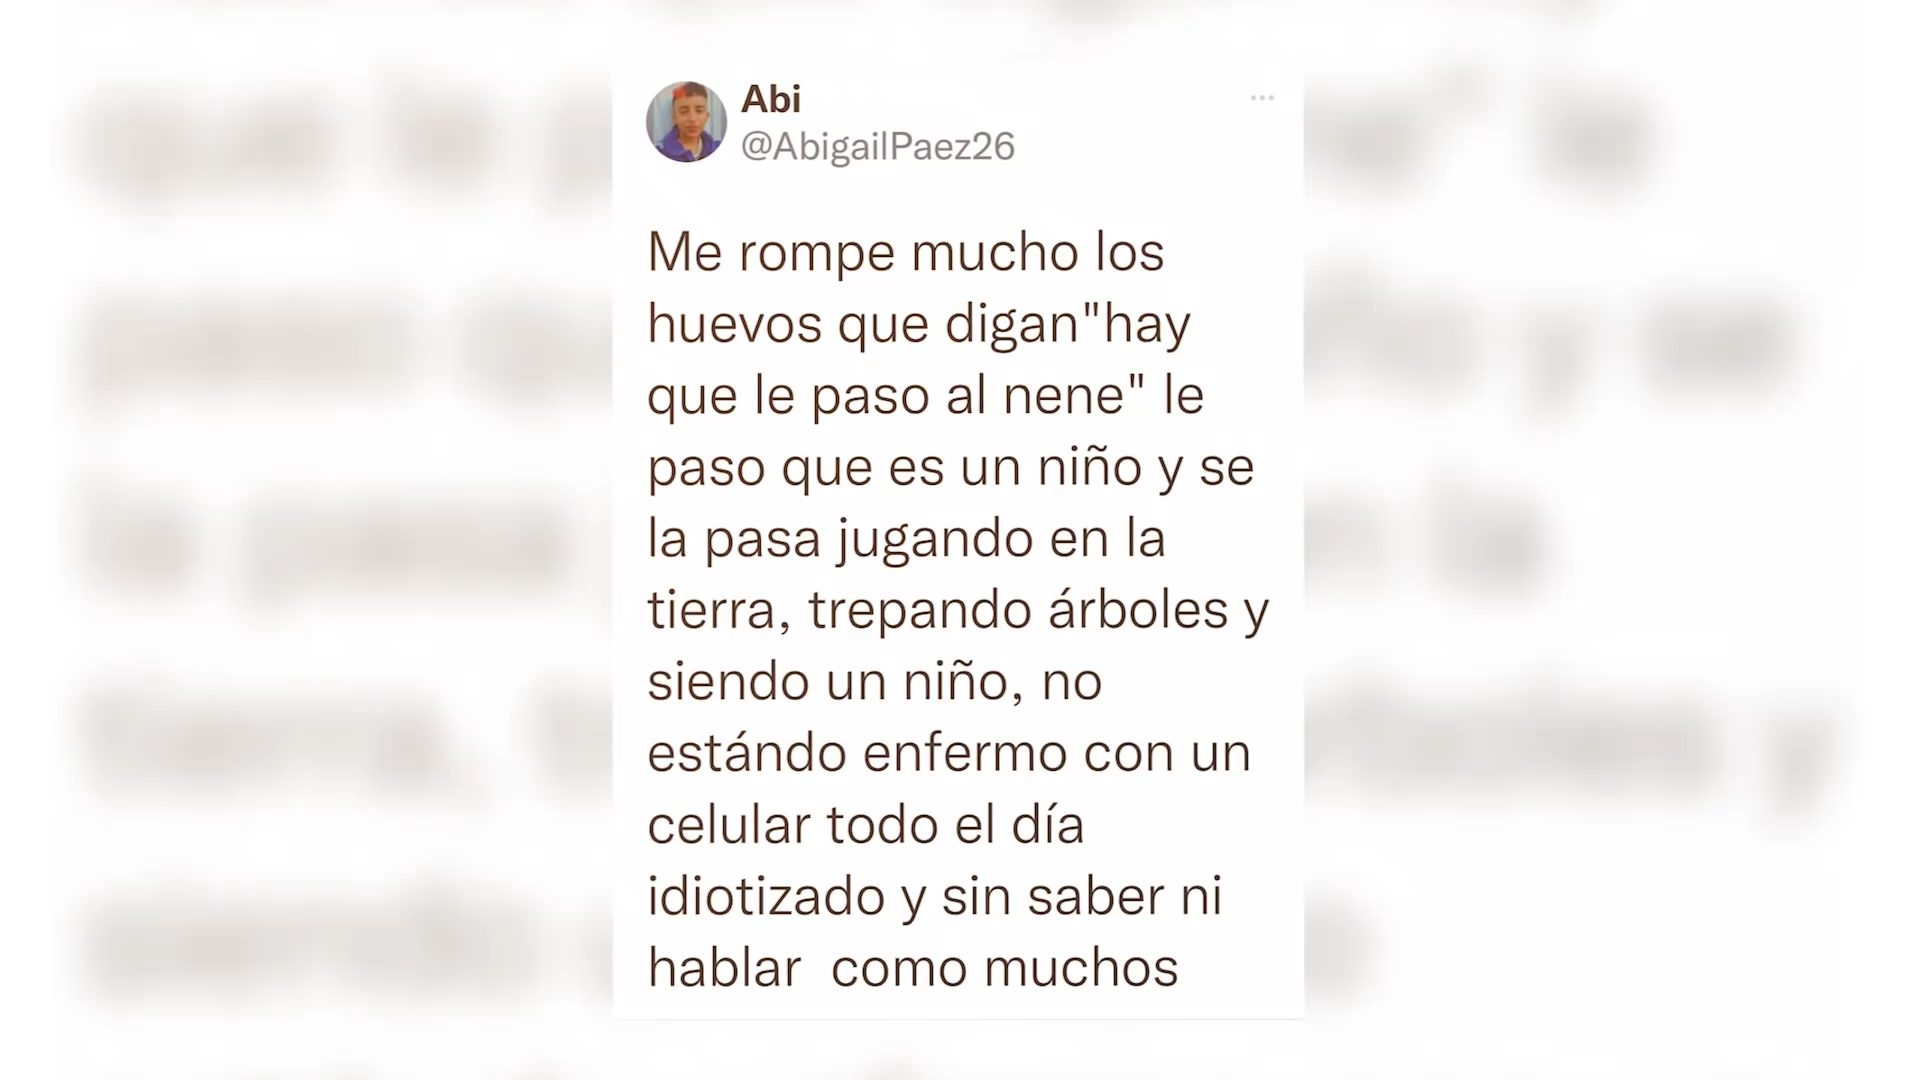 Abi
@AbigailPaez26
Me rompe mucho los
huevos que digan"hay
que le paso al nene" le
paso que es un niño y se
la pasa jugando en la
tierra, trepando árboles y
siendo un niño, no
estándo enfermo con un
celular todo el día
idiotizado y sin saber ni
hablar  como muchos